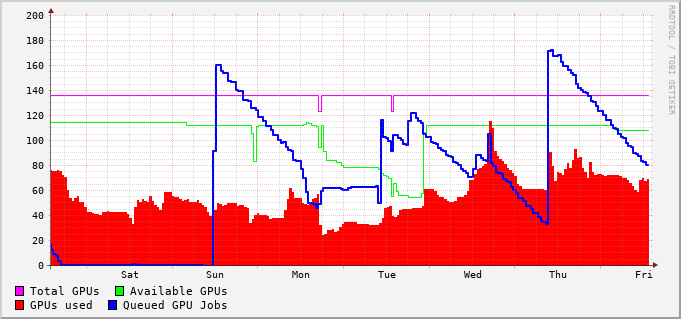 200
180
160
140
120
100
80
60
40
20
0
Sat Sun Mon Tue Wed Thu Fri
Total GPUs Available GPUs
GPUs used Queued GPU Jobs
RRDTOOL / TOBI OETIKER